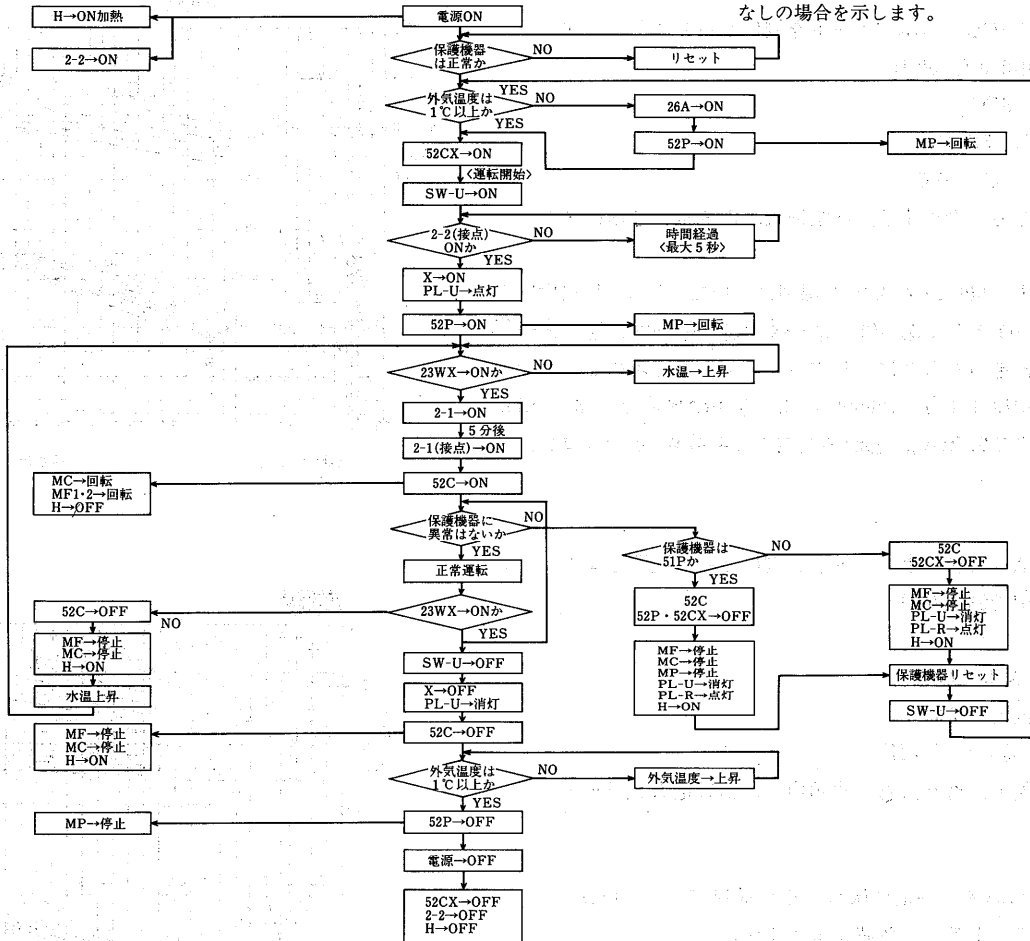 なしの場合を示します。
H→ON加熱
電源ON
2-2→ON
保護機器
は正常か
NO
リセット
YES
外気温度は
1℃以上か
NO
26A→ON
YES
52P→ON
MP→回転
52CX→ON
〈運転開始〉
SW-U→ON
2-2(接点)
ONか
NO
時間経過
〈最大5秒〉
YES
X→ON
PL-U→点灯
52P→ON
MP→回転
23WX→ONか
NO
水温→上昇
YES
2-1→ON
5分後
2-1(接点)→ON
52C→ON
MC→回転
MF1・2→回転
H→OFF
保護機器に
異常はないか
NO
YES
正常運転
保護機器は
51Pか
NO
YES
52C
52CX→OFF
52C
52P・52CX→OFF
MF→停止
MC→停止
PL-U→消灯
PL-R→点灯
H→ON
MF→停止
MC→停止
MP→停止
PL-U→消灯
PL-R→点灯
H→ON
保護機器リセット
SW-U→OFF
23WX→ONか
NO
52C→OFF
MF→停止
MC→停止
H→ON
水温上昇
YES
SW-U→OFF
X→OFF
PL-U→消灯
52C→OFF
MF→停止
MC→停止
H→ON
外気温度は
1℃以上か
NO
外気温度→上昇
YES
52P→OFF
MP→停止
電源→OFF
52CX→OFF
2-2→OFF
H→OFF